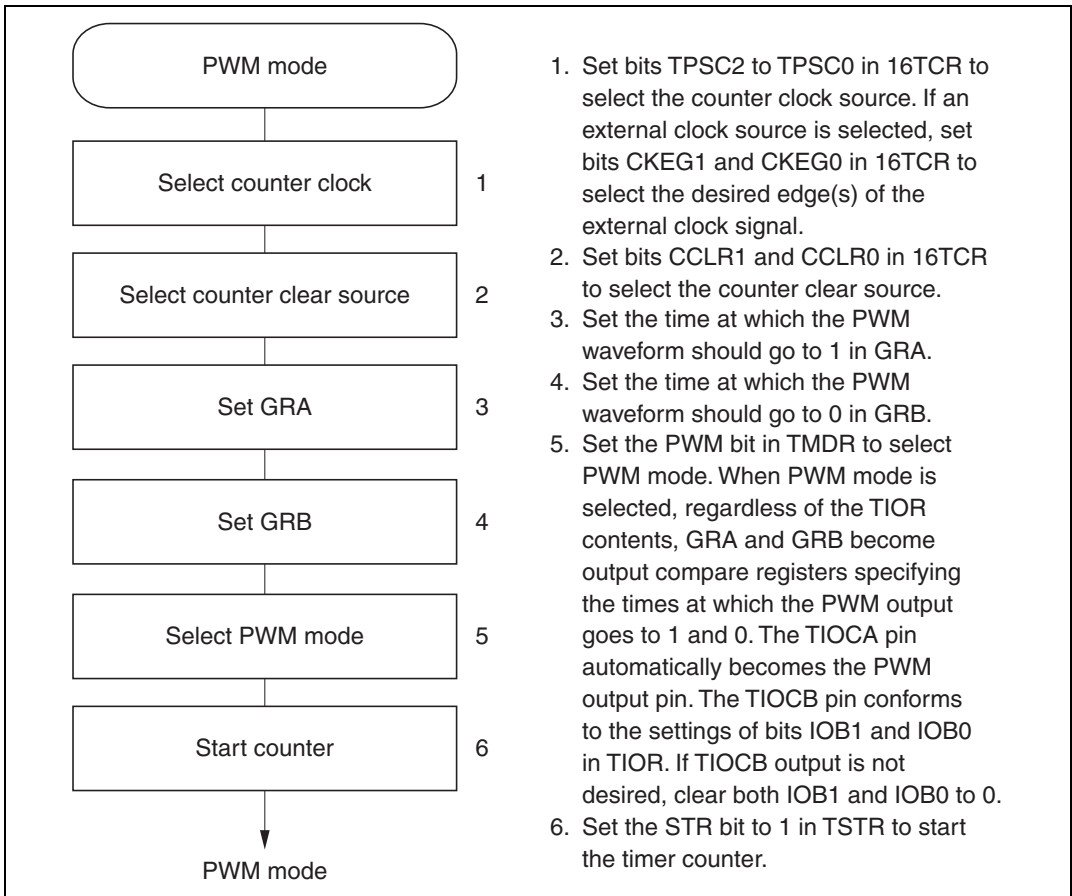 PWM mode
Select counter clock
1
Select counter clear source
2
Set GRA
3
Set GRB
4
Select PWM mode
5
Start counter
6
PWM mode
1. Set bits TPSC2 to TPSC0 in 16TCR to
select the counter clock source. If an
external clock source is selected, set
bits CKEG1 and CKEG0 in 16TCR to
select the desired edge(s) of the
external clock signal.
2. Set bits CCLR1 and CCLR0 in 16TCR
to select the counter clear source.
3. Set the time at which the PWM
waveform should go to 1 in GRA.
4. Set the time at which the PWM
waveform should go to 0 in GRB.
5. Set the PWM bit in TMDR to select
PWM mode. When PWM mode is
selected, regardless of the TIOR
contents, GRA and GRB become
output compare registers specifying
the times at which the PWM output
goes to 1 and 0. The TIOCA pin
automatically becomes the PWM
output pin. The TIOCB pin conforms
to the settings of bits IOB1 and IOB0
in TIOR. If TIOCB output is not
desired, clear both IOB1 and IOB0 to 0.
6. Set the STR bit to 1 in TSTR to start
the timer counter.